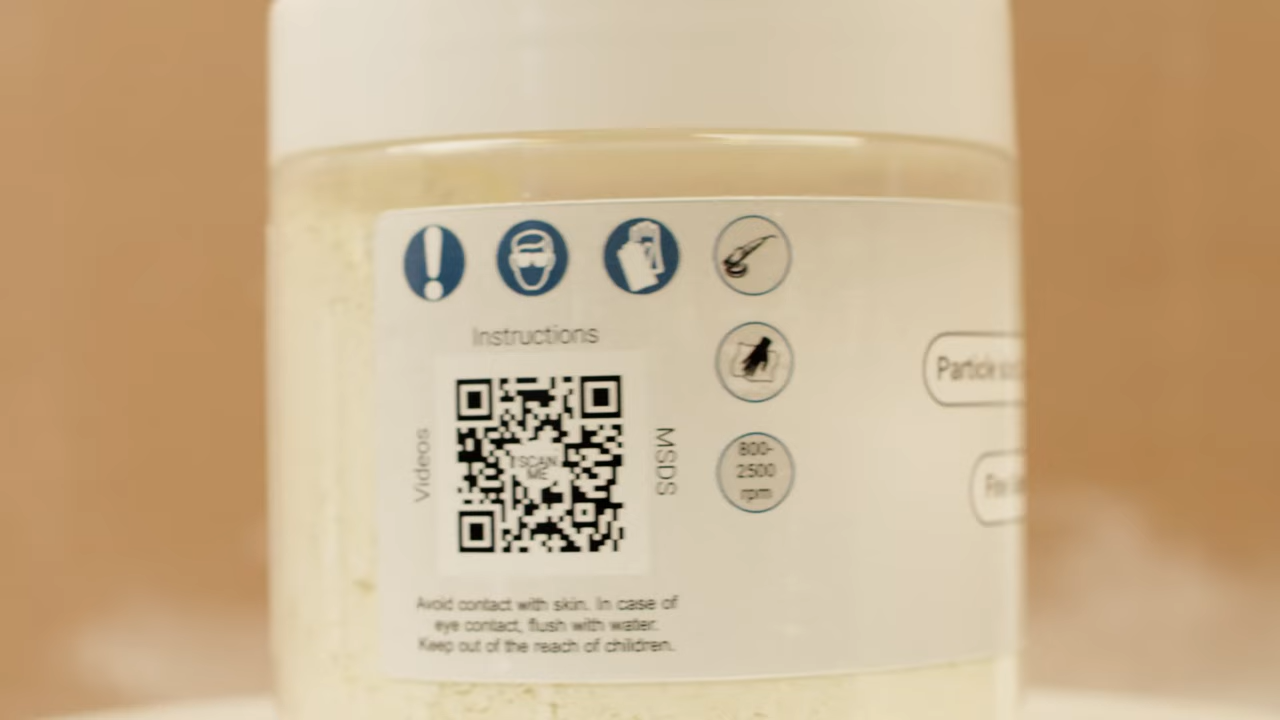 Instructions
Videos
SCAN
ME
MSDS
800-
2500
rpm
Particle
Avoid contact with skin. In case of
eye contact, flush with water.
Keep out of the reach of children.